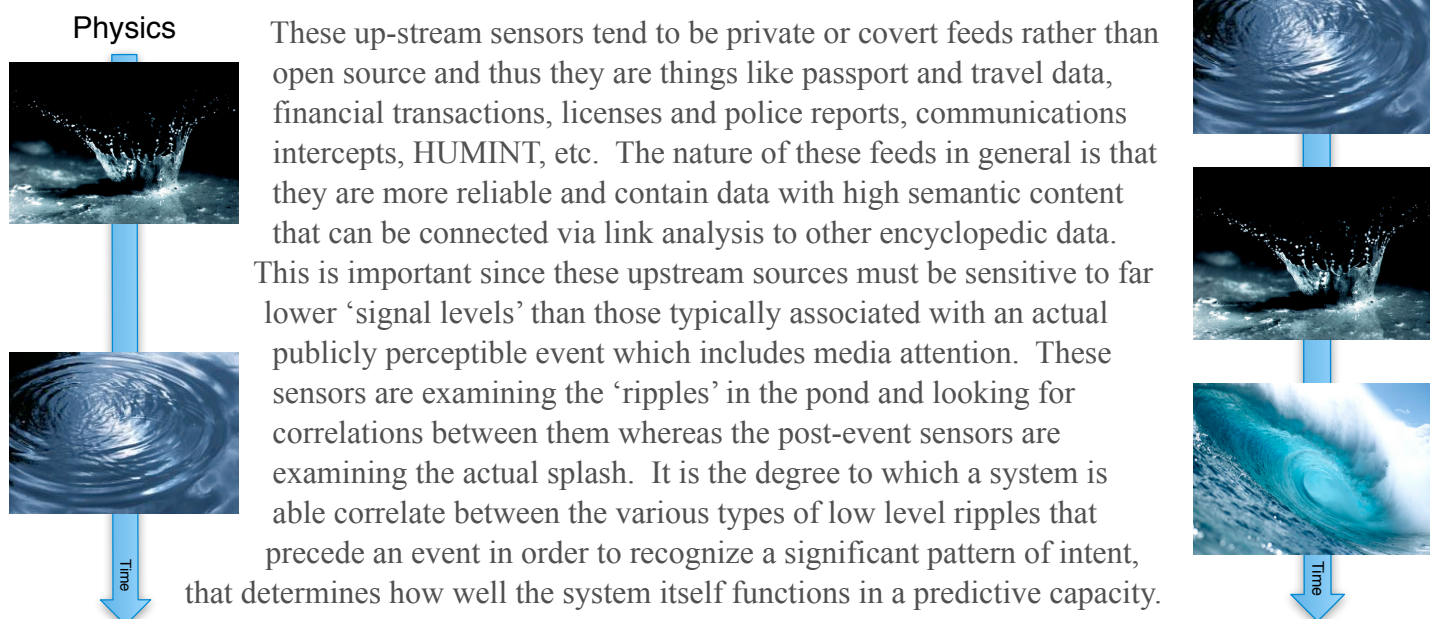 Physics
These up-stream sensors tend to be private or covert feeds rather than
open source and thus they are things like passport and travel data,
financial transactions, licenses and police reports, communications
intercepts, HUMINT, etc.  The nature of these feeds in general is that
they are more reliable and contain data with high semantic content
that can be connected via link analysis to other encyclopedic data.
This is important since these upstream sources must be sensitive to far
lower ‘signal levels’ than those typically associated with an actual
publicly perceptible event which includes media attention.  These
sensors are examining the ‘ripples’ in the pond and looking for
correlations between them whereas the post-event sensors are
examining the actual splash.  It is the degree to which a system is
able correlate between the various types of low level ripples that
precede an event in order to recognize a significant pattern of intent,
that determines how well the system itself functions in a predictive capacity.
Time
Time